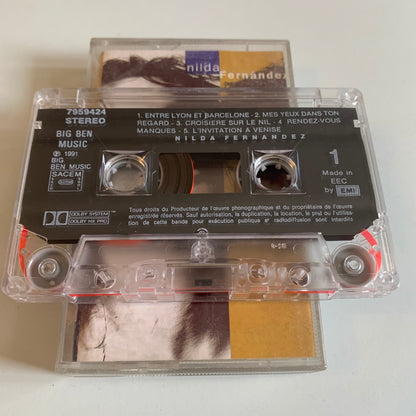 nilda
Fernández
7959424
STEREO
1. ENTRE LYON ET BARCELONE - 2. MES YEUX DANS TON
REGARD - 3. CROISIERE SUR LE NIL - 4 RENDEZ-VOUS
MANQUES - 5. L'INVITATION A VENISE
NILDA FERNANDEZ
BIG BEN
MUSIC
℗ 1991
BIG
BEN MUSIC
SACEM
1
Made in
EEC
by EMI
DOLBY SYSTEM
DOLBY HX PRO
Tous droits du Producteur de l'œuvre phonographique et du propriétaire de l'œuvre
enregistrée réservés. Sauf autorisation, la duplication, la location, le prêt ou l'utilisa-
tion de cette bande pour exécution publique et radiodiffusion sont interdits